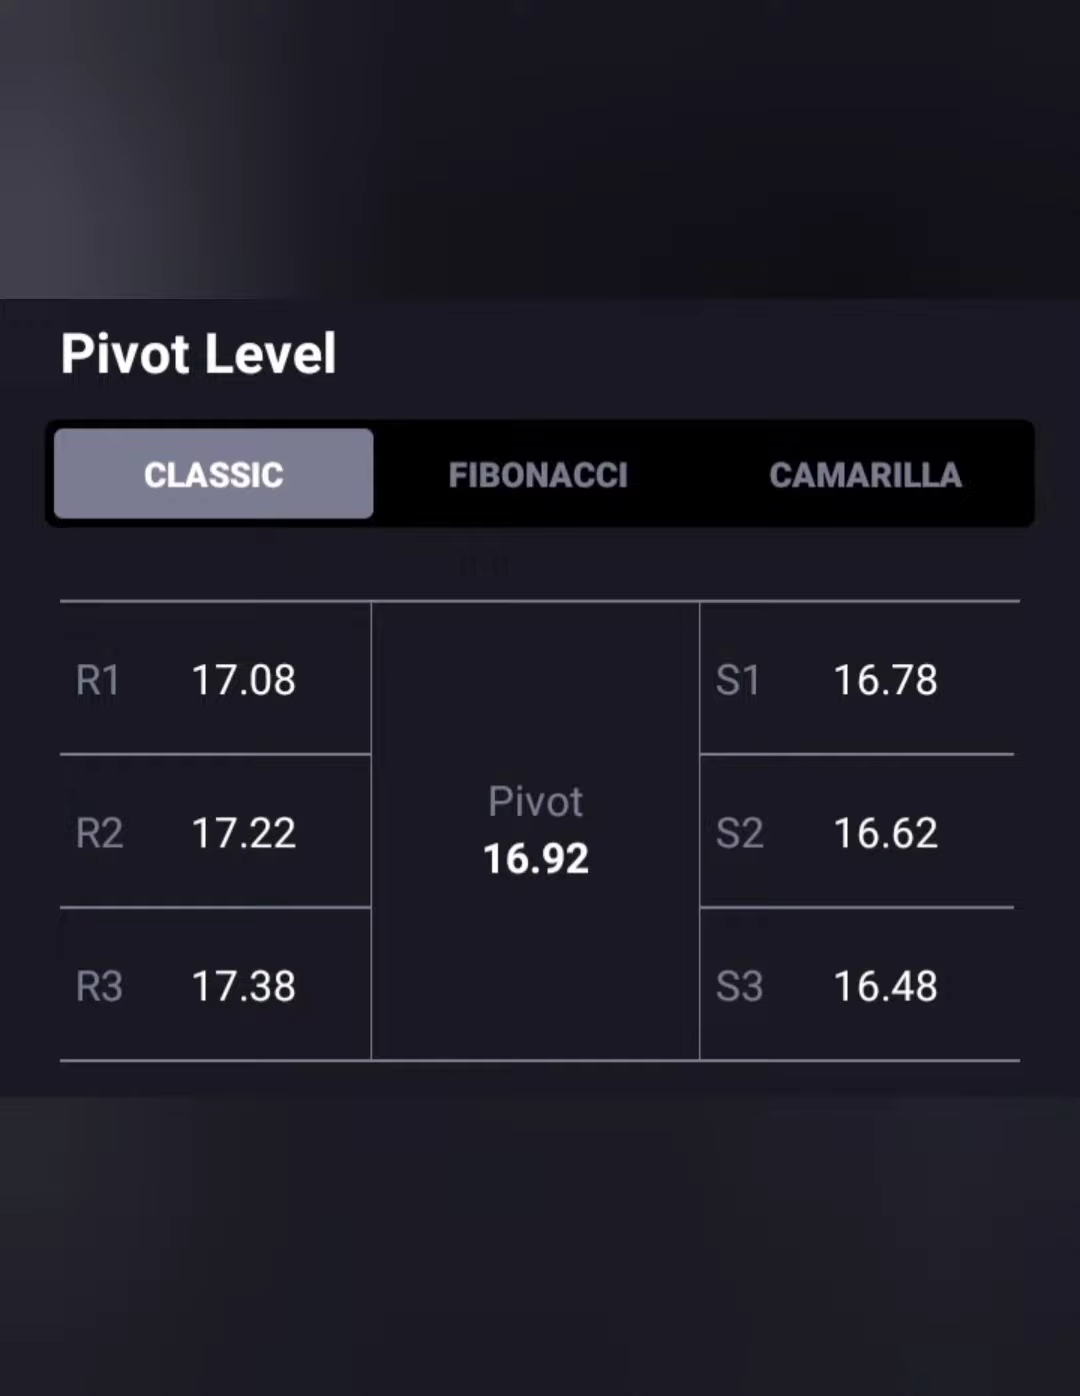 Pivot Level
CLASSIC FIBONACCI CAMARILLA
R1 17.08 S1 16.78
Pivot
R2 17.22 S2 16.62
16.92
R3 17.38 S3 16.48